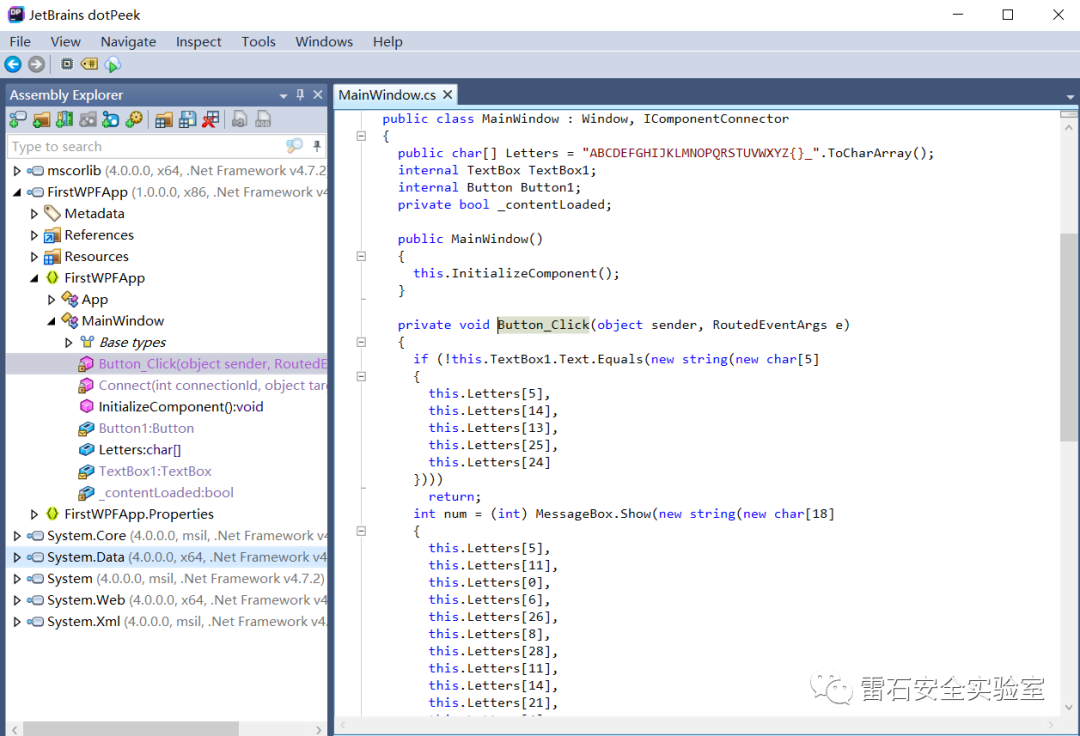 JetBrains dotPeek
File View Navigate Inspect Tools Windows Help
Assembly Explorer
Type to search
mscorlib (4.0.0.0, x64, .Net Framework v4.7.2)
FirstWPFApp (1.0.0.0, x86, .Net Framework v4
Metadata
References
Resources
FirstWPFApp
App
MainWindow
Base types
Button_Click(object sender, RoutedE
Connect(int connectionId, object tar
InitializeComponent():void
Button1:Button
Letters:char[]
TextBox1:TextBox
_contentLoaded:bool
FirstWPFApp.Properties
System.Core (4.0.0.0, msil, .Net Framework v4
System.Data (4.0.0.0, x64, .Net Framework v4
System (4.0.0.0, msil, .Net Framework v4.7.2)
System.Web (4.0.0.0, x64, .Net Framework v4
System.Xml (4.0.0.0, msil, .Net Framework v4.
MainWindow.cs
public class MainWindow : Window, IComponentConnector
{
public char[] Letters = "ABCDEFGHIJKLMNOPQRSTUVWXYZ{}_".ToCharArray();
internal TextBox TextBox1;
internal Button Button1;
private bool _contentLoaded;
public MainWindow()
{
this.InitializeComponent();
}
private void Button_Click(object sender, RoutedEventArgs e)
{
if (!this.TextBox1.Text.Equals(new string(new char[5]
{
this.Letters[5],
this.Letters[14],
this.Letters[13],
this.Letters[25],
this.Letters[24]
})))
return;
int num = (int) MessageBox.Show(new string(new char[18]
{
this.Letters[5],
this.Letters[11],
this.Letters[0],
this.Letters[6],
this.Letters[26],
this.Letters[8],
this.Letters[28],
this.Letters[11],
this.Letters[14],
this.Letters[21],
雷石安全实验室